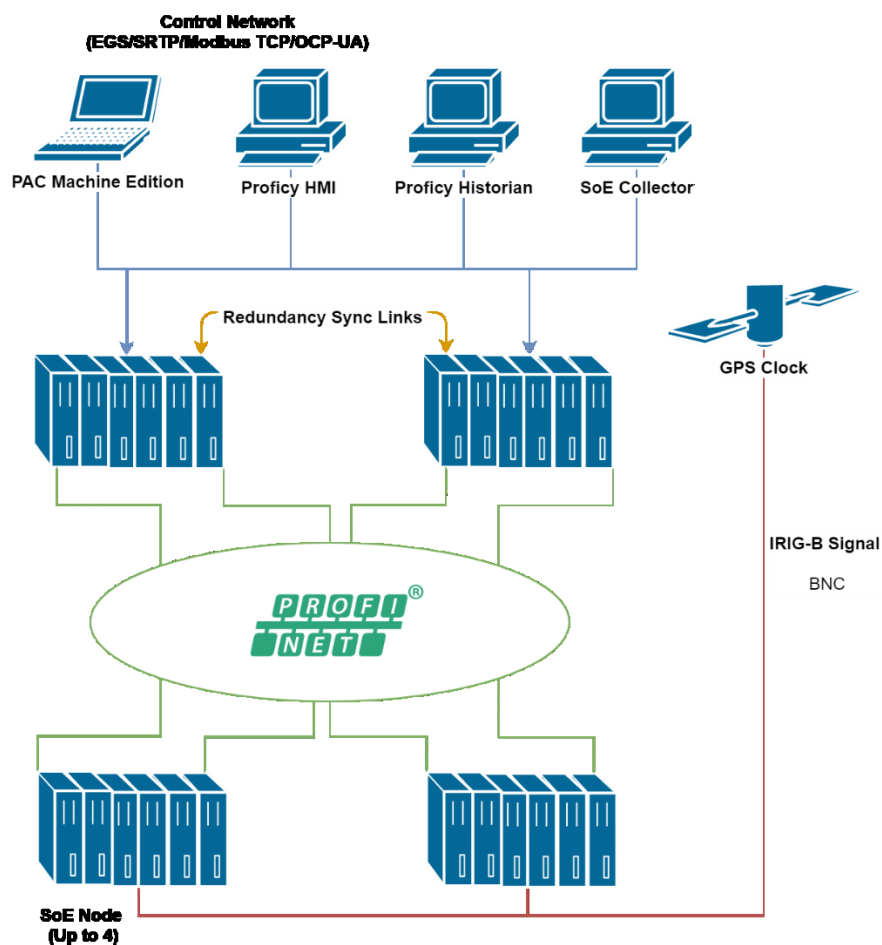 Control Network
(EGS/SRTP/Modbus TCP/OCP-UA)
PAC Machine Edition
Proficy HMI
Proficy Historian
SoE Collector
Redundancy Sync Links
GPS Clock
IRIG-B Signal
BNC
PROFI®
NET
SoE Node
(Up to 4)